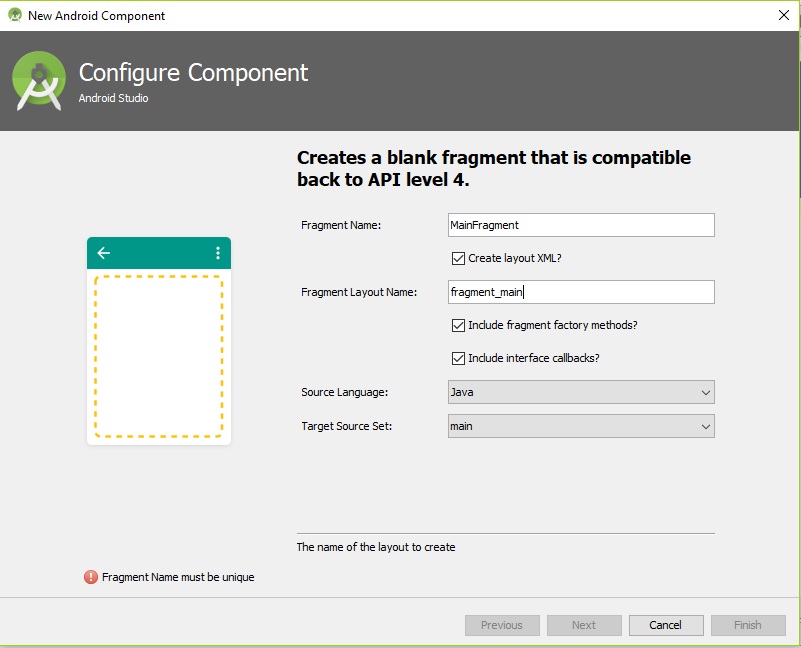 New Android Component
Configure Component
Android Studio
Creates a blank fragment that is compatible
back to API level 4.
Fragment Name:
MainFragment
Create layout XML?
Fragment Layout Name:
fragment_main
Include fragment factory methods?
Include interface callbacks?
Source Language:
Java
Target Source Set:
main
The name of the layout to create
Fragment Name must be unique
Previous
Next
Cancel
Finish